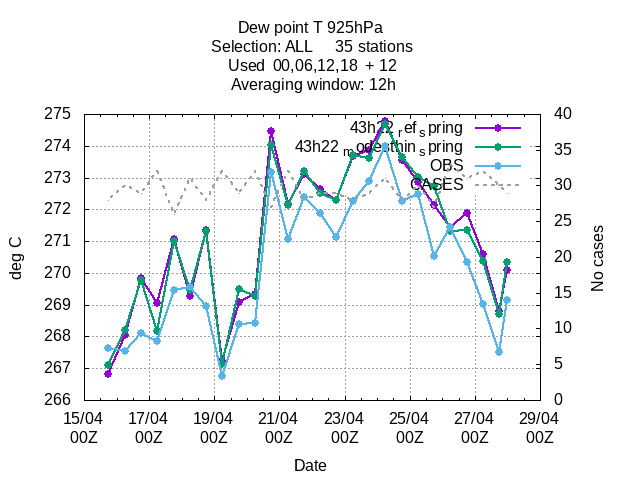 Dew point T 925hPa
Selection: ALL 35 stations
Used 00,06,12,18 + 12
Averaging window: 12h
275
274
273
272
271
270
269
268
267
266
deg C
40
35
30
25
20
15
10
5
0
No cases
43h22_ref_spring
43h22_modesthin_spring
OBS
CASES
15/04 17/04 19/04 21/04 23/04 25/04 27/04 29/04
00Z 00Z 00Z 00Z 00Z 00Z 00Z 00Z
Date